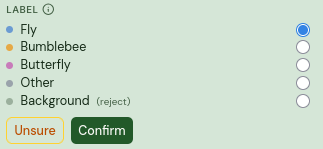 LABEL
Fly
Bumblebee
Butterfly
Other
Background (reject)
Unsure Confirm